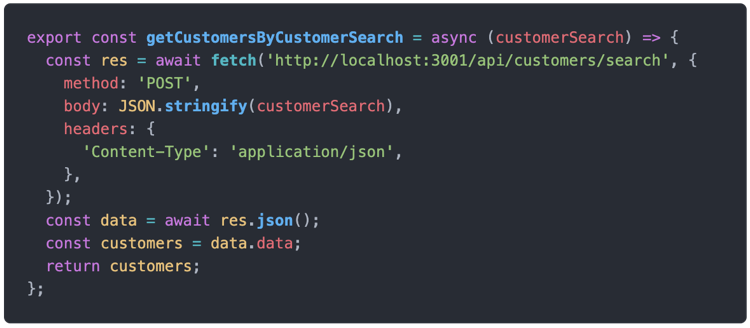 export const getCustomersByCustomerSearch = async (customerSearch) => {
  const res = await fetch('http://localhost:3001/api/customers/search', {
    method: 'POST',
    body: JSON.stringify(customerSearch),
    headers: {
      'Content-Type': 'application/json',
    },
  });
  const data = await res.json();
  const customers = data.data;
  return customers;
};